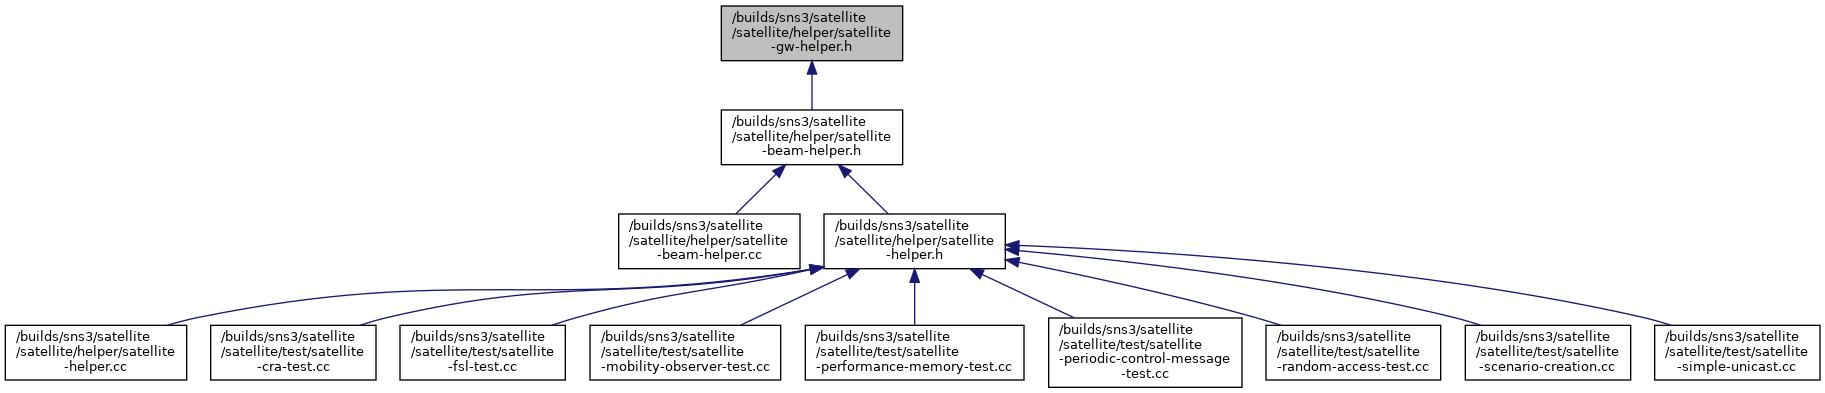 /builds/sns3/satellite
/satellite/helper/satellite
-gw-helper.h
/builds/sns3/satellite
/satellite/helper/satellite
-beam-helper.h
/builds/sns3/satellite
/satellite/helper/satellite
-beam-helper.cc
/builds/sns3/satellite
/satellite/helper/satellite
-helper.h
/builds/sns3/satellite
/satellite/helper/satellite
-helper.cc
/builds/sns3/satellite
/satellite/test/satellite
-cra-test.cc
/builds/sns3/satellite
/satellite/test/satellite
-fsl-test.cc
/builds/sns3/satellite
/satellite/test/satellite
-mobility-observer-test.cc
/builds/sns3/satellite
/satellite/test/satellite
-performance-memory-test.cc
/builds/sns3/satellite
/satellite/test/satellite
-periodic-control-message
-test.cc
/builds/sns3/satellite
/satellite/test/satellite
-random-access-test.cc
/builds/sns3/satellite
/satellite/test/satellite
-scenario-creation.cc
/builds/sns3/satellite
/satellite/test/satellite
-simple-unicast.cc